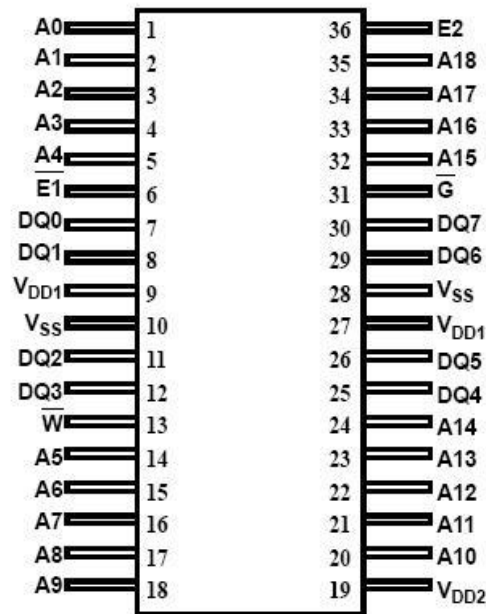 A0 1 36 E2
A1 2 35 A18
A2 3 34 A17
A3 4 33 A16
A4 5 32 A15
E1 6 31 G
DQ0 7 30 DQ7
DQ1 8 29 DQ6
VDD1 9 28 VSS
VSS 10 27 VDD1
DQ2 11 26 DQ5
DQ3 12 25 DQ4
W 13 24 A14
A5 14 23 A13
A6 15 22 A12
A7 16 21 A11
A8 17 20 A10
A9 18 19 VDD2